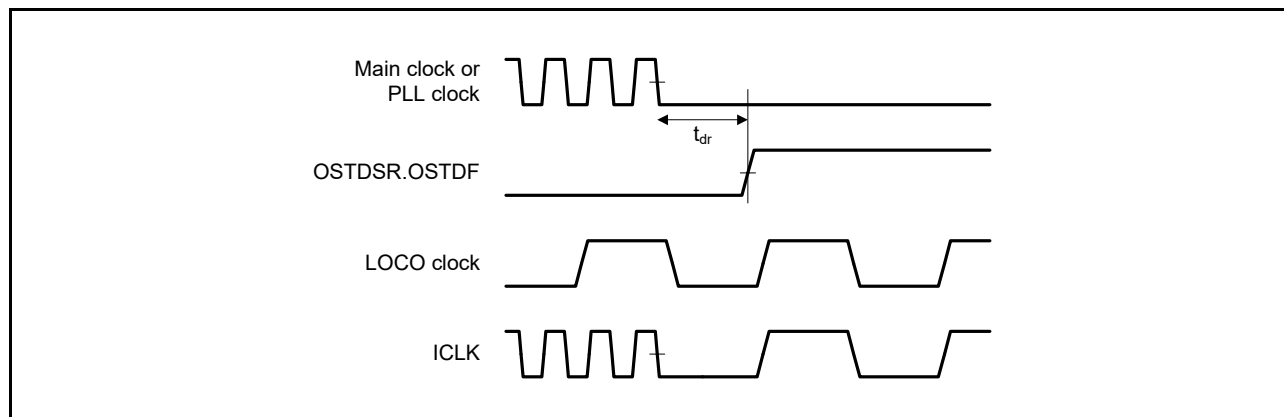 Main clock or
PLL clock
tdr
OSTDSR.OSTDF
LOCO clock
ICLK